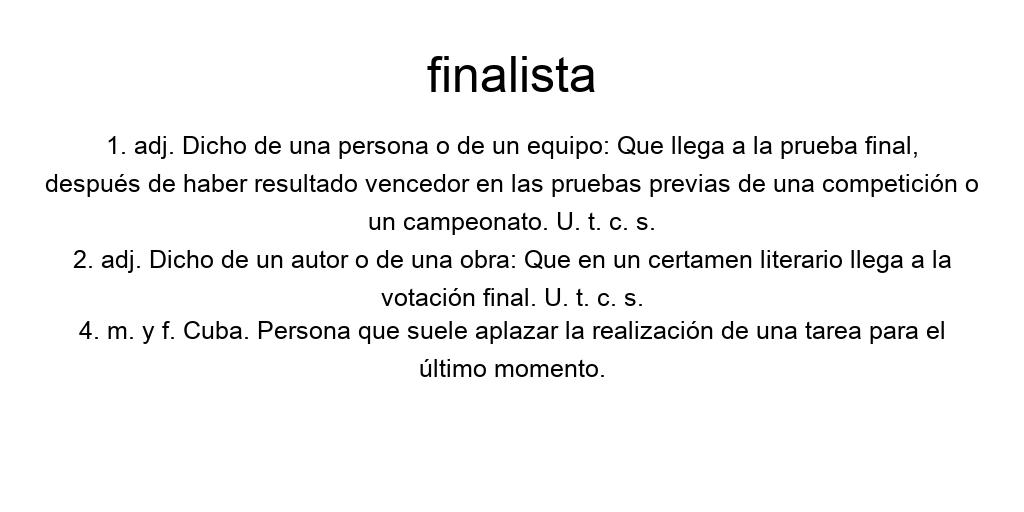 finalista
1. adj. Dicho de una persona o de un equipo: Que llega a la prueba final,
después de haber resultado vencedor en las pruebas previas de una competición o
un campeonato. U. t. c. s.
2. adj. Dicho de un autor o de una obra: Que en un certamen literario llega a la
votación final. U. t. c. s.
4. m. y f. Cuba. Persona que suele aplazar la realización de una tarea para el
último momento.